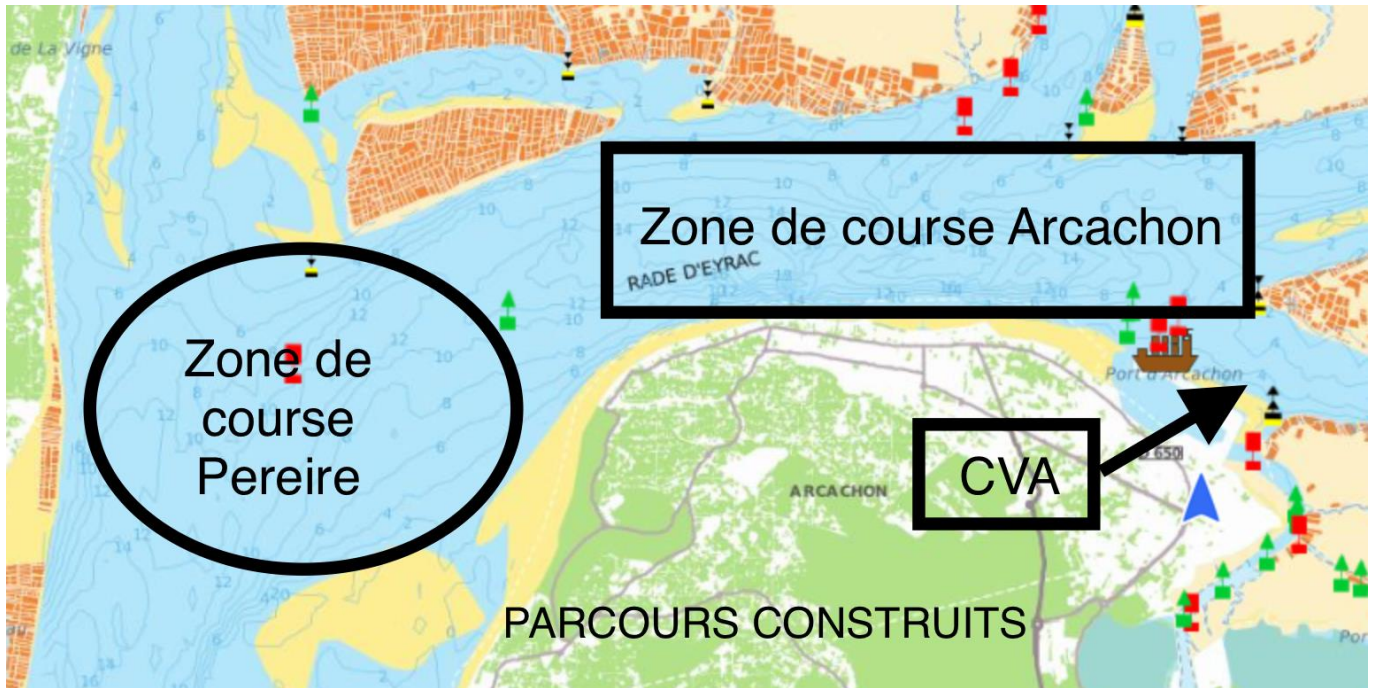 de La Vigne
Zone de course Arcachon
RADE D'EYRAC
Zone de
course
Pereire
Port d'Arcachon
CVA
D 650
ARCACHON
PARCOURS CONSTRUITS